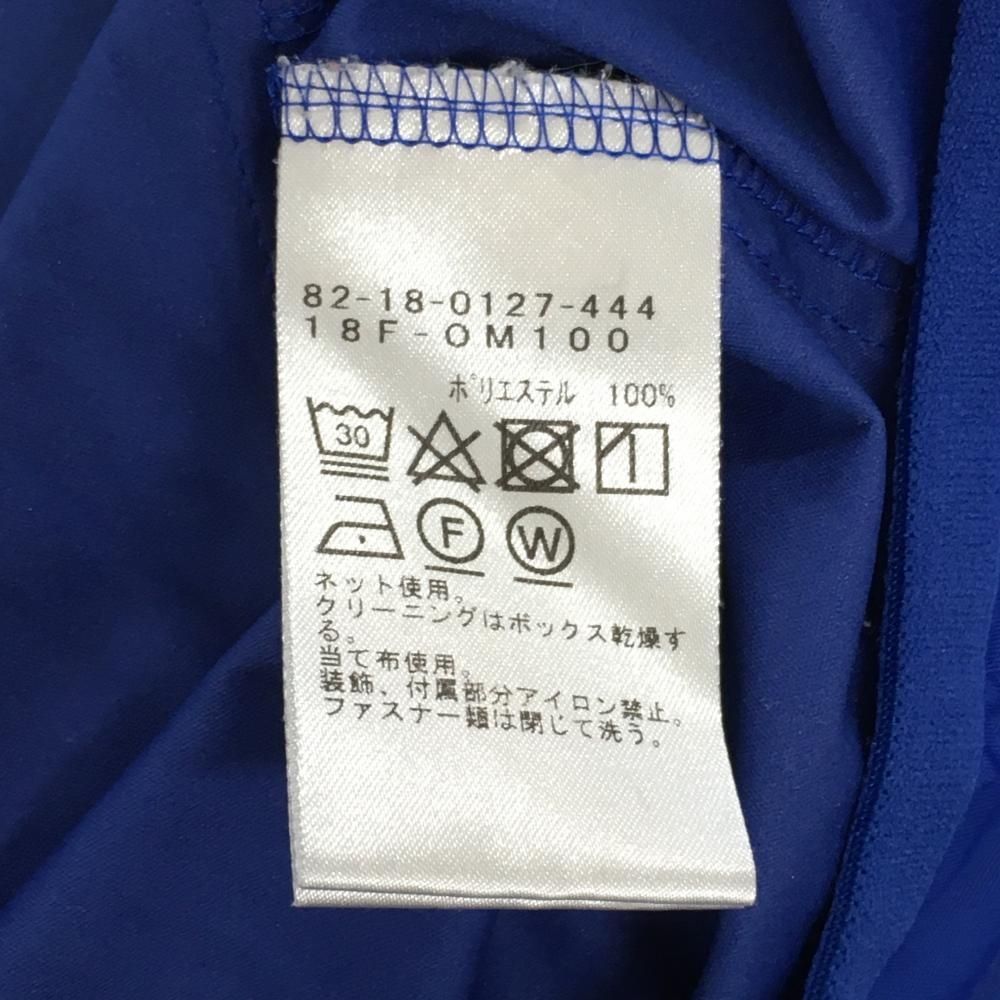 82-18-0127-444
18F-OM100
ポリエステル 100%
30
F W
ネット使用。
クリーニングはボックス乾燥す
る。
当て布使用。
装飾、付属部分アイロン禁止。
ファスナー類は閉じて洗う。